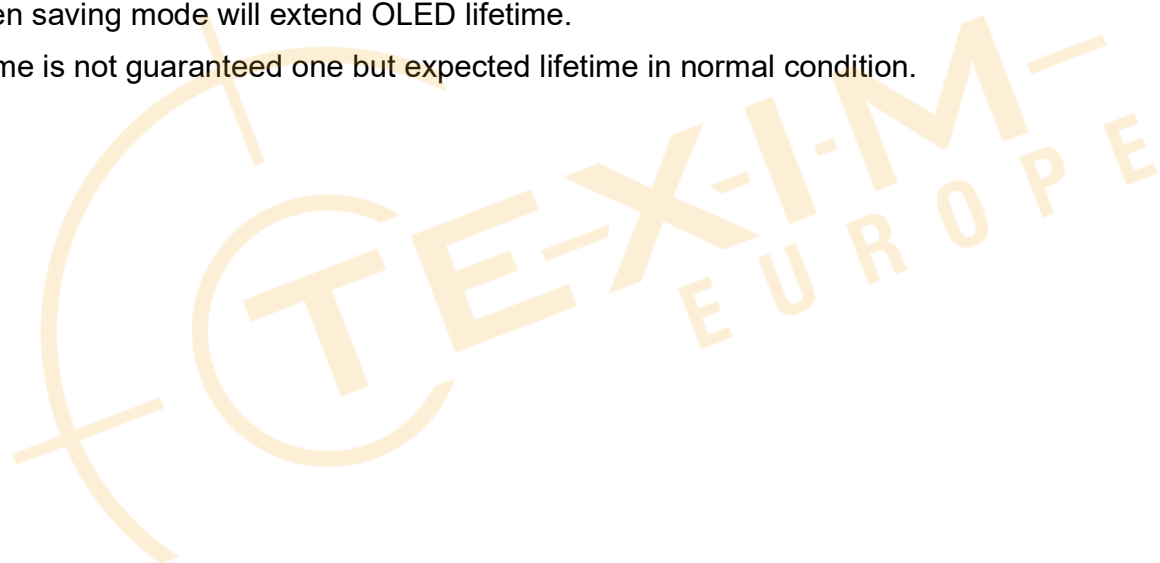 en saving mode will extend OLED lifetime.
me is not guaranteed one but expected lifetime in normal condition.
TEXIM
EUROPE